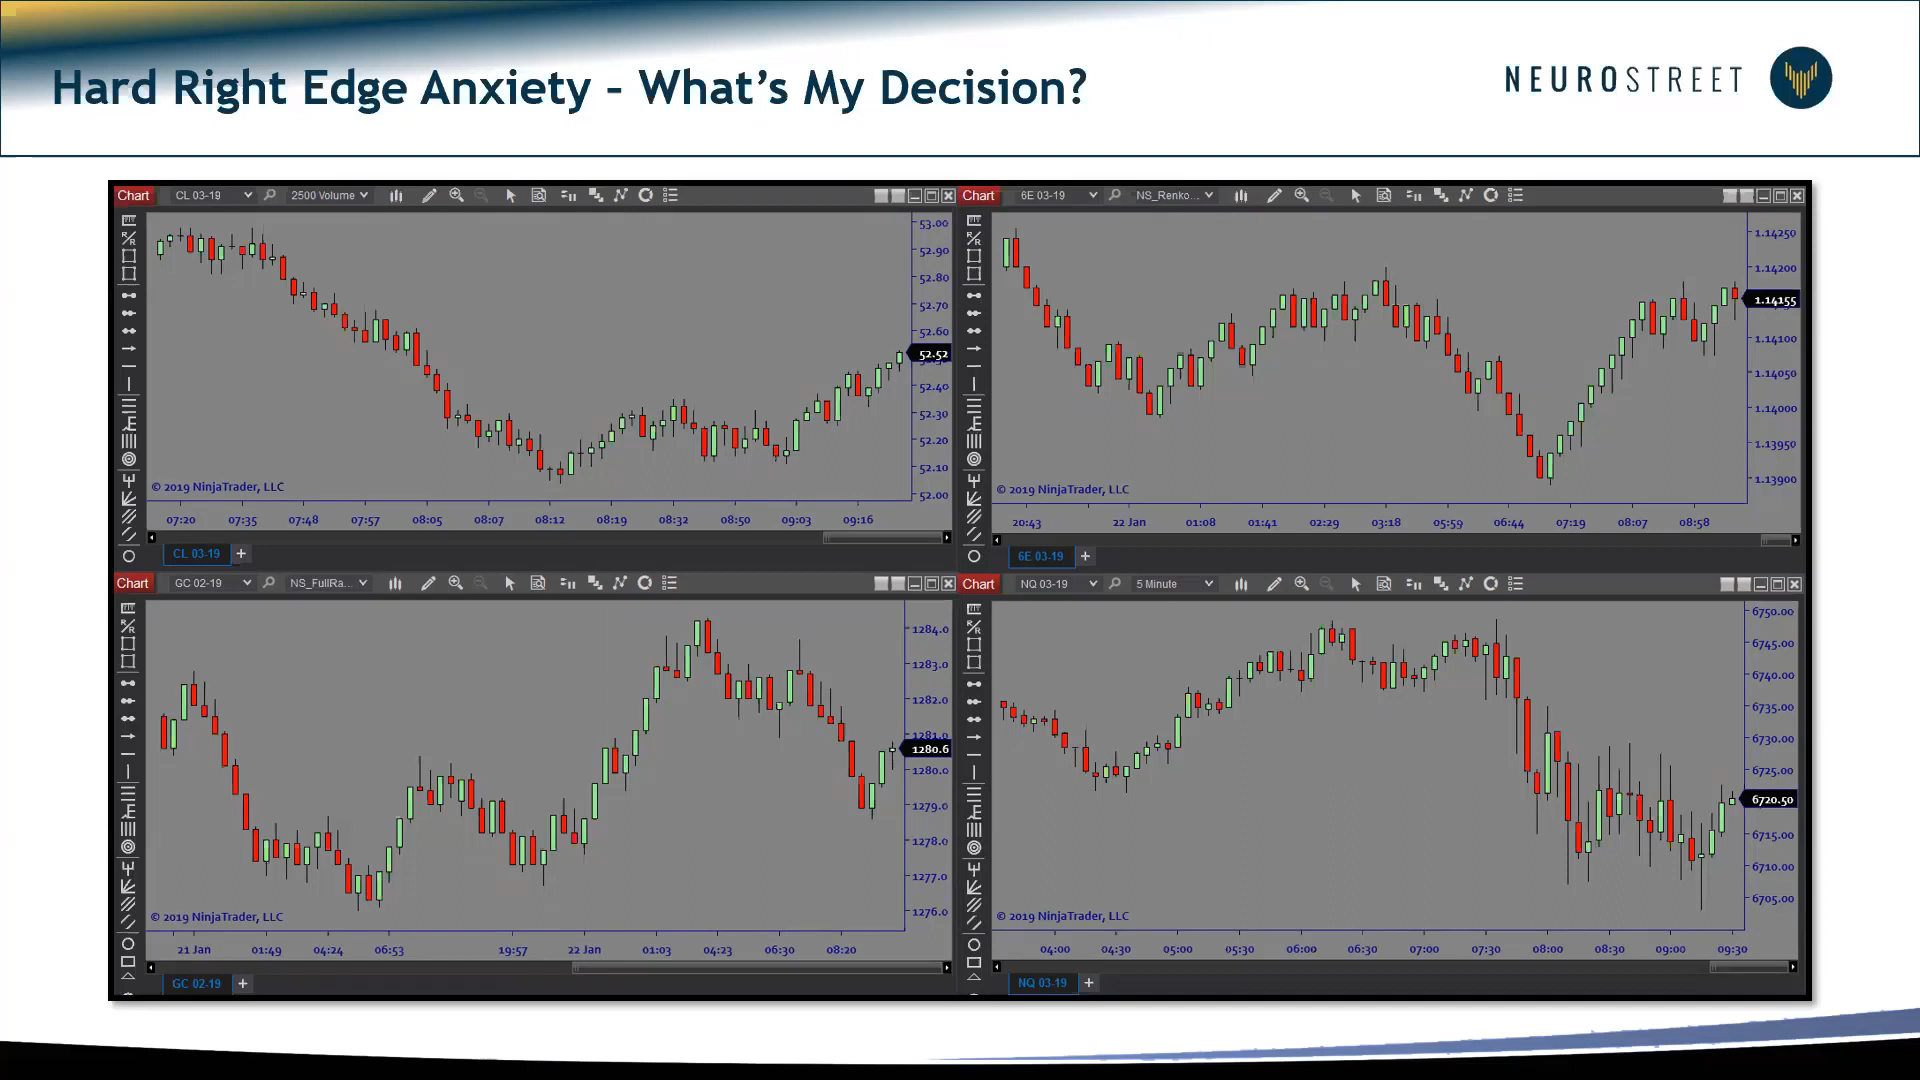 Hard Right Edge Anxiety – What's My Decision?
NEUROSTREET
Chart CL 03-19 2500 Volume
53.00
52.90
52.80
52.70
52.60
52.52
52.40
52.30
52.20
52.10
52.00
© 2019 NinjaTrader, LLC
07:20 07:35 07:48 07:57 08:05 08:07 08:12 08:19 08:32 08:50 09:03 09:16
CL 03-19 +
Chart 6E 03-19 NS_Renko...
1.14250
1.14200
1.14155
1.14100
1.14050
1.14000
1.13950
1.13900
© 2019 NinjaTrader, LLC
20:43 22 Jan 01:08 01:41 02:29 03:18 05:59 06:44 07:19 08:07 08:58
6E 03-19 +
Chart GC 02-19 NS_FullRa...
1284.0
1283.0
1282.0
1281.0
1280.6
1280.0
1279.0
1278.0
1277.0
1276.0
© 2019 NinjaTrader, LLC
21 Jan 01:49 04:24 06:53 19:57 22 Jan 01:03 04:23 06:30 08:20
GC 02-19 +
Chart NQ 03-19 5 Minute
6750.00
6745.00
6740.00
6735.00
6730.00
6725.00
6720.50
6715.00
6710.00
6705.00
© 2019 NinjaTrader, LLC
04:00 04:30 05:00 05:30 06:00 06:30 07:00 07:30 08:00 08:30 09:00 09:30
NQ 03-19 +